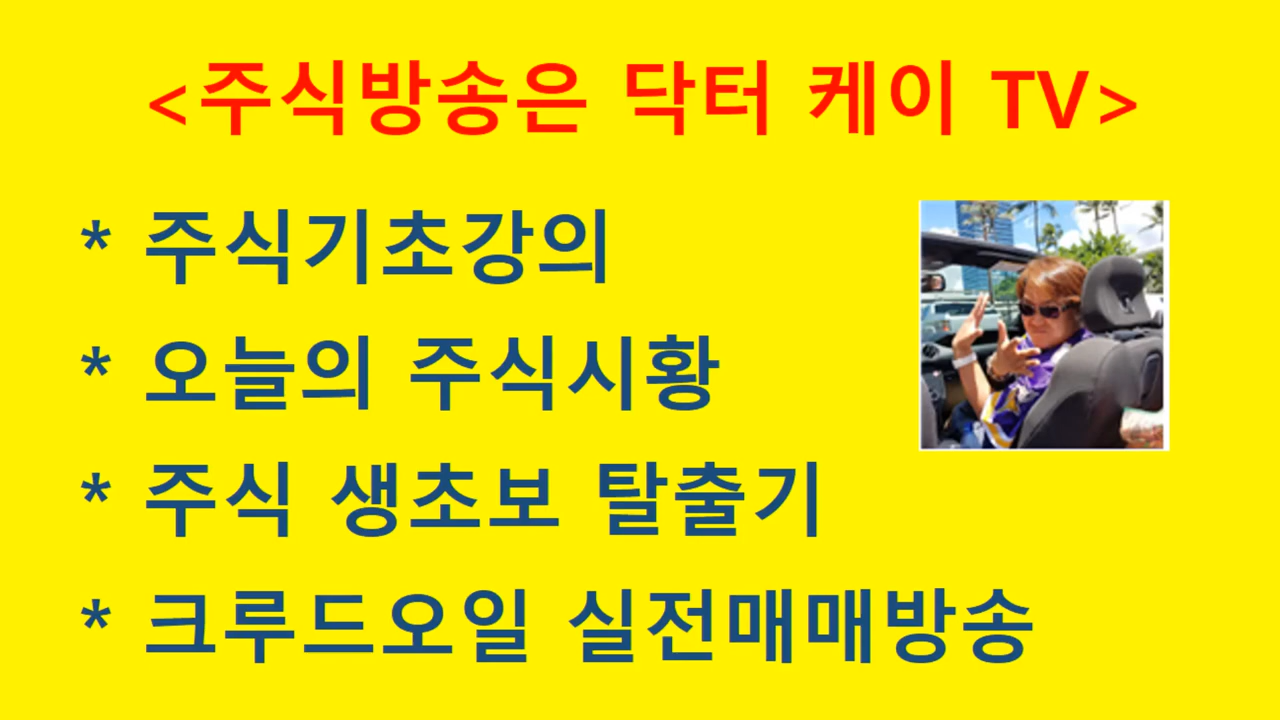 <주식방송은 닥터 케이 TV>
* 주식기초강의
* 오늘의 주식시황
* 주식 생초보 탈출기
* 크루드오일 실전매매방송